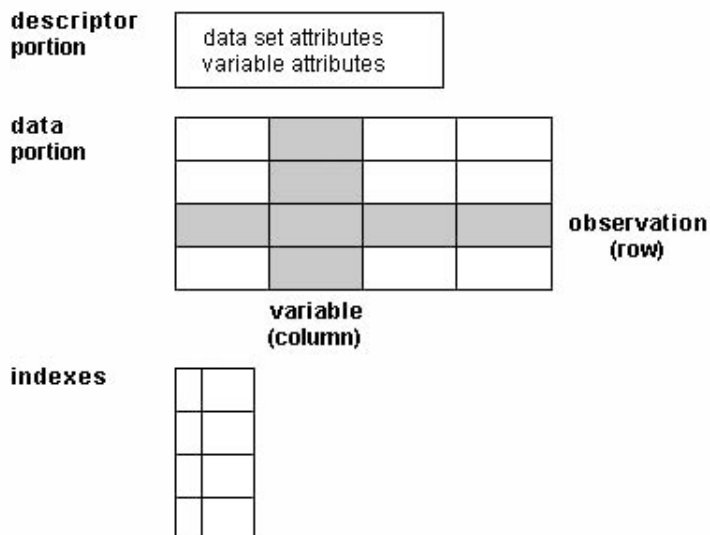 descriptor
portion
data set attributes
variable attributes
data
portion
observation
(row)
variable
(column)
indexes